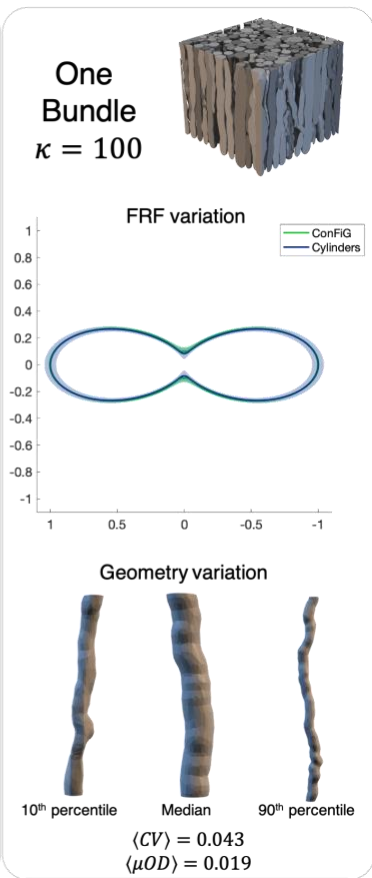 One
Bundle
κ = 100
FRF variation
ConFiG
Cylinders
1
0.8
0.6
0.4
0.2
0
-0.2
-0.4
-0.6
-0.8
-1
1 0.5 0 -0.5 -1
Geometry variation
10th percentile Median 90th percentile
⟨CV⟩ = 0.043
⟨μOD⟩ = 0.019